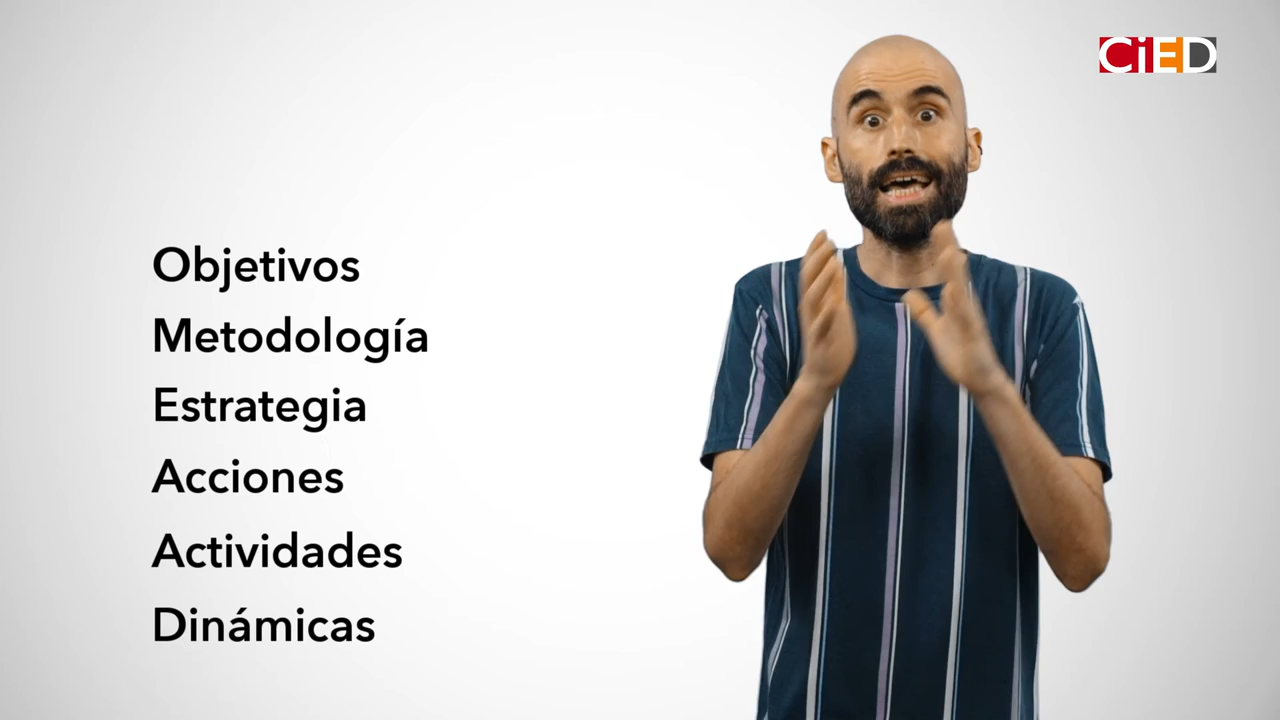 CiED
Objetivos
Metodología
Estrategia
Acciones
Actividades
Dinámicas